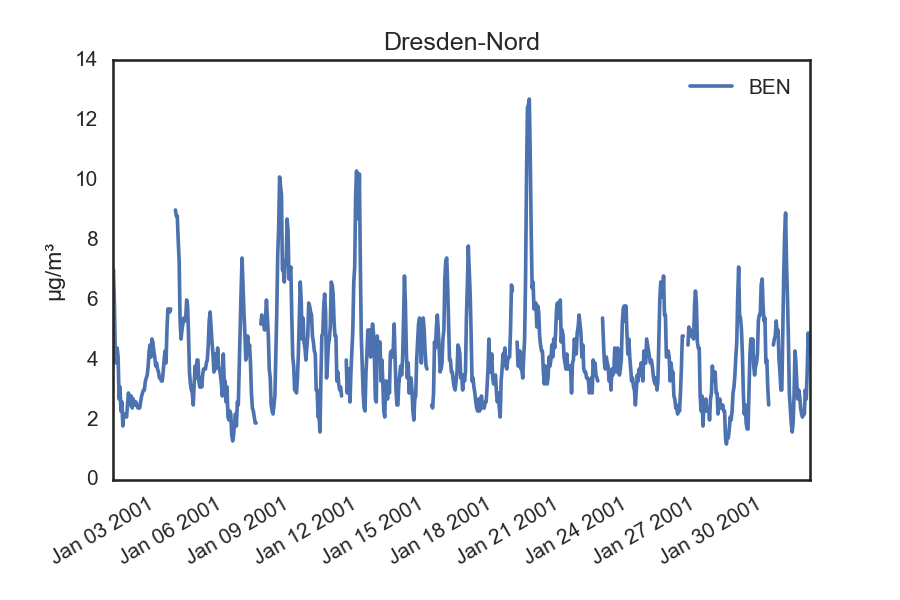 Dresden-Nord
14
12
10
8
6
4
2
0
µg/m³
BEN
Jan 03 2001
Jan 06 2001
Jan 09 2001
Jan 12 2001
Jan 15 2001
Jan 18 2001
Jan 21 2001
Jan 24 2001
Jan 27 2001
Jan 30 2001